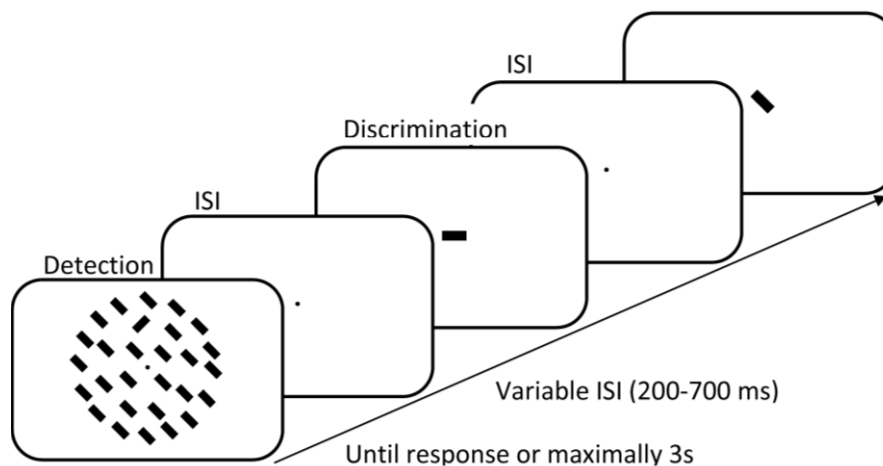 ISI
Discrimination
ISI
Detection
Variable ISI (200-700 ms)
Until response or maximally 3s